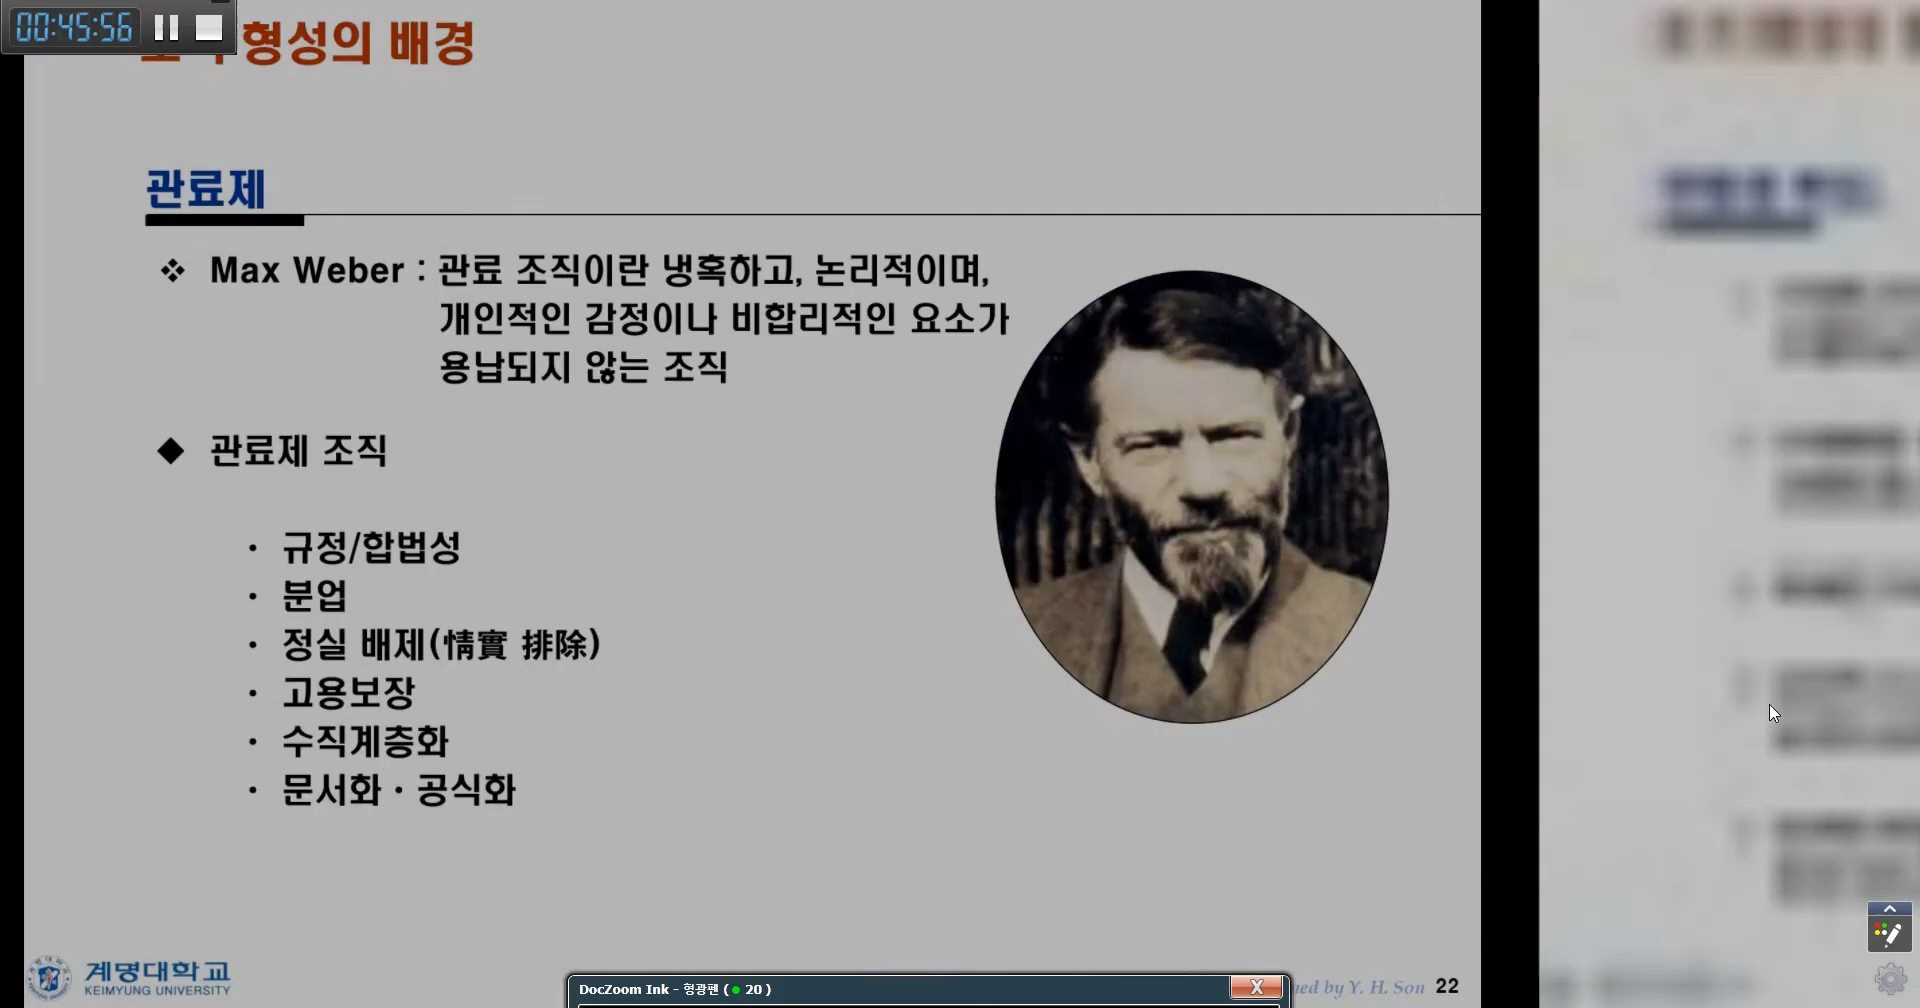 00:45:56
형성의 배경
관료제
❖ Max Weber : 관료 조직이란 냉혹하고, 논리적이며,
개인적인 감정이나 비합리적인 요소가
용납되지 않는 조직
◆ 관료제 조직
· 규정/합법성
· 분업
· 정실 배제(情實 排除)
· 고용보장
· 수직계층화
· 문서화 · 공식화
계명대학교
KEIMYUNG UNIVERSITY
DocZoom Ink - 형광펜 ( ● 20 )
by Y. H. Son 22